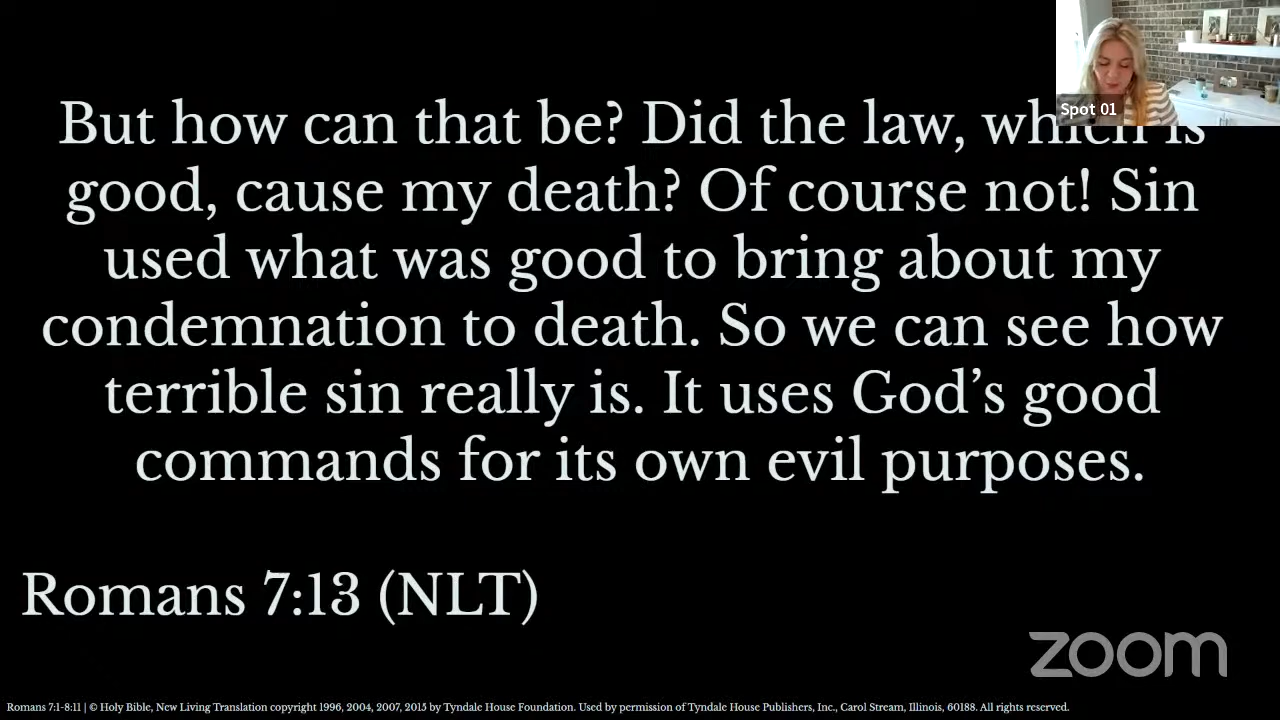 But how can that be? Did the law, which is
good, cause my death? Of course not! Sin
used what was good to bring about my
condemnation to death. So we can see how
terrible sin really is. It uses God’s good
commands for its own evil purposes.
Romans 7:13 (NLT)
Spot 01
zoom
Romans 7:1-8:11 | © Holy Bible, New Living Translation copyright 1996, 2004, 2007, 2015 by Tyndale House Foundation. Used by permission of Tyndale House Publishers, Inc., Carol Stream, Illinois, 60188. All rights reserved.